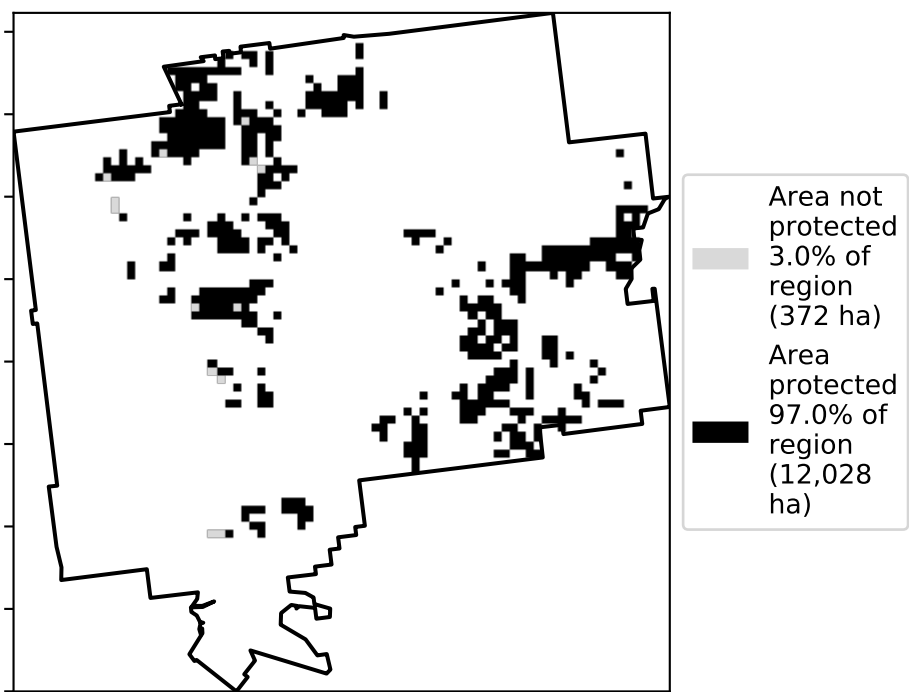 Area not
protected
3.0% of
region
(372 ha)
Area
protected
97.0% of
region
(12,028
ha)